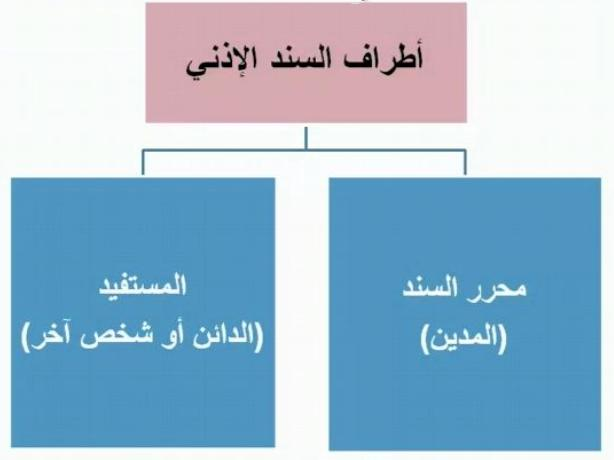 أطراف السند الإذني
محرر السند
(المدين)
المستفيد
(الدائن أو شخص آخر)